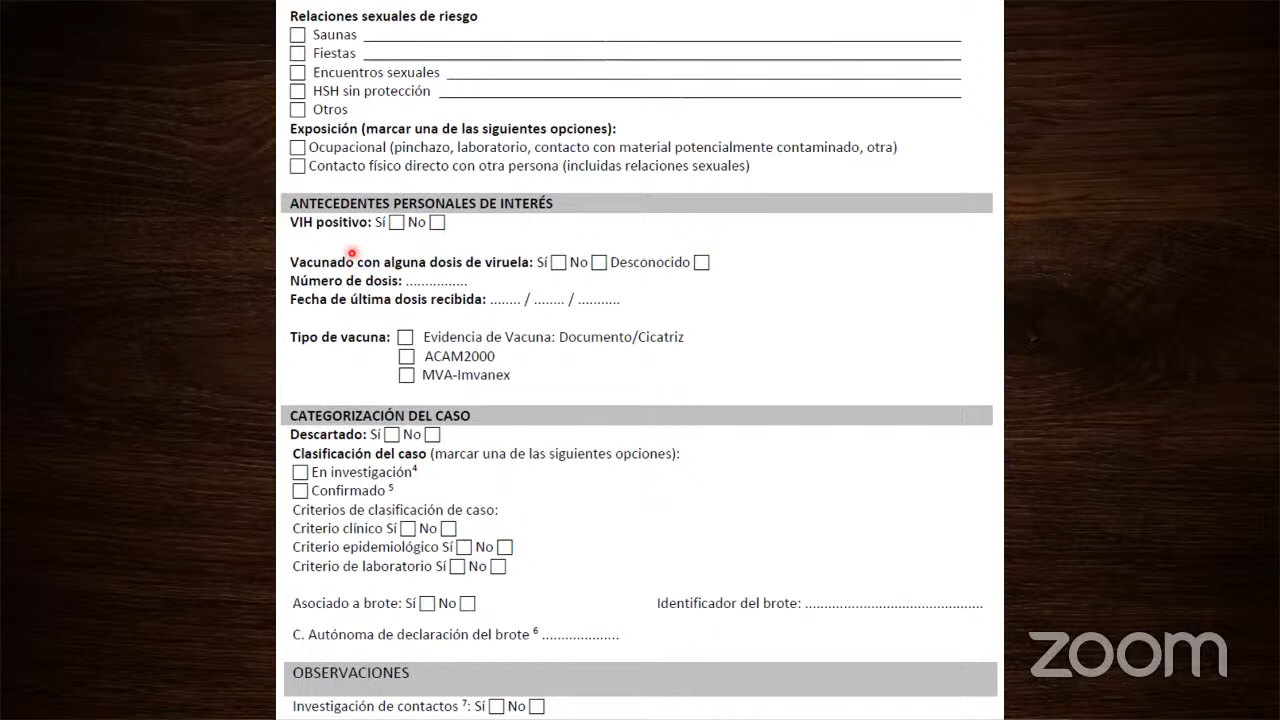 Relaciones sexuales de riesgo
Saunas
Fiestas
Encuentros sexuales
HSH sin protección
Otros
Exposición (marcar una de las siguientes opciones):
Ocupacional (pinchazo, laboratorio, contacto con material potencialmente contaminado, otra)
Contacto físico directo con otra persona (incluidas relaciones sexuales)
ANTECEDENTES PERSONALES DE INTERÉS
VIH positivo: Sí No
Vacunado con alguna dosis de viruela: Sí No Desconocido
Número de dosis: ...............
Fecha de última dosis recibida: ........ / ........ / ...........
Tipo de vacuna: Evidencia de Vacuna: Documento/Cicatriz
ACAM2000
MVA-Imvanex
CATEGORIZACIÓN DEL CASO
Descartado: Sí No
Clasificación del caso (marcar una de las siguientes opciones):
En investigación⁴
Confirmado ⁵
Criterios de clasificación de caso:
Criterio clínico Sí No
Criterio epidemiológico Sí No
Criterio de laboratorio Sí No
Asociado a brote: Sí No Identificador del brote: ............................................
C. Autónoma de declaración del brote ⁶ ...................
OBSERVACIONES
Investigación de contactos ⁷: Sí No
zoom